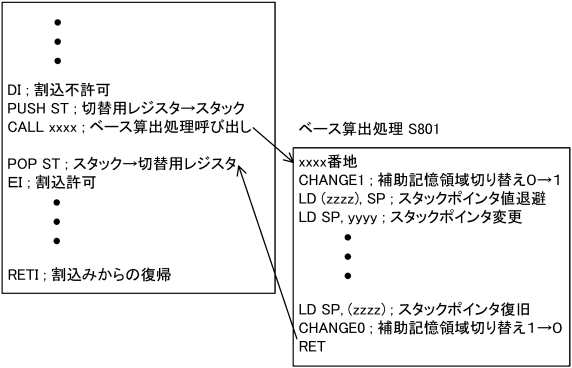 DI ; 割込不許可
PUSH ST ; 切替用レジスタ→スタック
CALL xxxx ; ベース算出処理呼び出し
POP ST ; スタック→切替用レジスタ
EI ; 割込許可
RETI ; 割込みからの復帰
ベース算出処理 S801
xxxx番地
CHANGE1 ; 補助記憶領域切り替え0→1
LD (zzzz), SP ; スタックポインタ値退避
LD SP, yyyy ; スタックポインタ変更
LD SP, (zzzz) ; スタックポインタ復旧
CHANGE0 ; 補助記憶領域切り替え1→0
RET